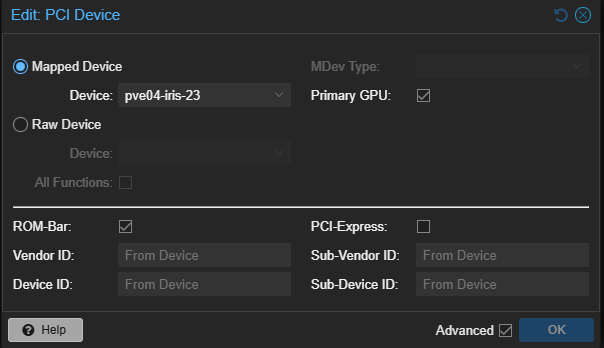 Edit: PCI Device
Mapped Device MDev Type:
Device: pve04-iris-23 Primary GPU:
Raw Device
Device:
All Functions:
ROM-Bar: PCI-Express:
Vendor ID: From Device Sub-Vendor ID: From Device
Device ID: From Device Sub-Device ID: From Device
? Help Advanced OK